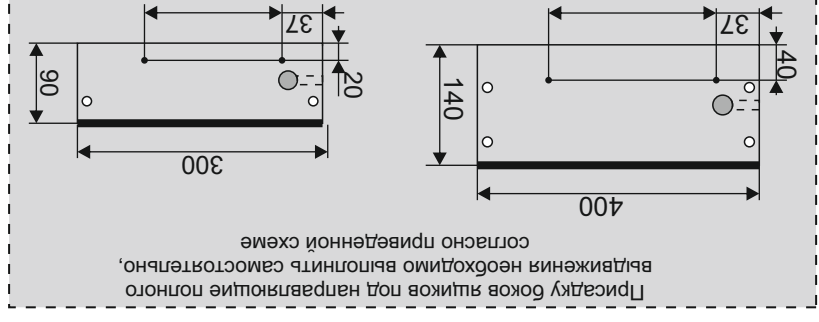 Присадку боков ящиков под направляющие полного
выдвижения необходимо выполнить самостоятельно,
согласно приведенной схеме
400
140
40
37
300
90
20
37